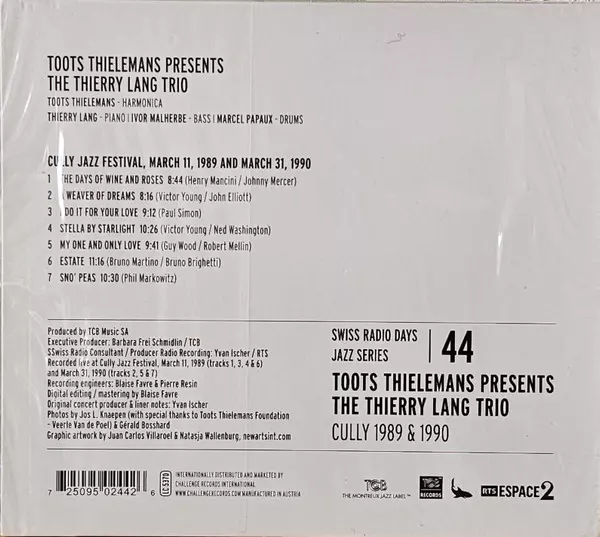 TOOTS THIELEMANS PRESENTS
THE THIERRY LANG TRIO
TOOTS THIELEMANS - HARMONICA
THIERRY LANG - PIANO | IVOR MALHERBE - BASS | MARCEL PAPAUX - DRUMS
CULLY JAZZ FESTIVAL, MARCH 11, 1989 AND MARCH 31, 1990
1 THE DAYS OF WINE AND ROSES 8:44 (Henry Mancini / Johnny Mercer)
2 A WEAVER OF DREAMS 8:16 (Victor Young / John Elliott)
3 I DO IT FOR YOUR LOVE 9:12 (Paul Simon)
4 STELLA BY STARLIGHT 10:26 (Victor Young / Ned Washington)
5 MY ONE AND ONLY LOVE 9:41 (Guy Wood / Robert Mellin)
6 ESTATE 11:16 (Bruno Martino / Bruno Brighetti)
7 SNO' PEAS 10:30 (Phil Markowitz)
Produced by TCB Music SA
Executive Producer: Barbara Frei Schmidlin / TCB
SSwiss Radio Consultant / Producer Radio Recording: Yvan Ischer / RTS
Recorded live at Cully Jazz Festival, March 11, 1989 (tracks 1, 3, 4 & 6)
and March 31, 1990 (tracks 2, 5 & 7)
Recording engineers: Blaise Favre & Pierre Resin
Digital editing / mastering by Blaise Favre
Original concert producer & liner notes: Yvan Ischer
Photos by Jos L. Knaepen (with special thanks to Toots Thielemans Foundation
- Veerle Van de Poel) & Gérald Bosshard
Graphic artwork by Juan Carlos Villaroel & Natasja Wallenburg, newartsint.com
SWISS RADIO DAYS
JAZZ SERIES
44
TOOTS THIELEMANS PRESENTS
THE THIERRY LANG TRIO
CULLY 1989 & 1990
7 25095 02442 6
LC 5370
INTERNATIONALLY DISTRIBUTED AND MARKETED BY
CHALLENGE RECORDS INTERNATIONAL
WWW.CHALLENGERECORDS.COM MANUFACTURED IN AUSTRIA
TCB
THE MONTREUX JAZZ LABEL™
TCB
RECORDS
RTS ESPACE 2